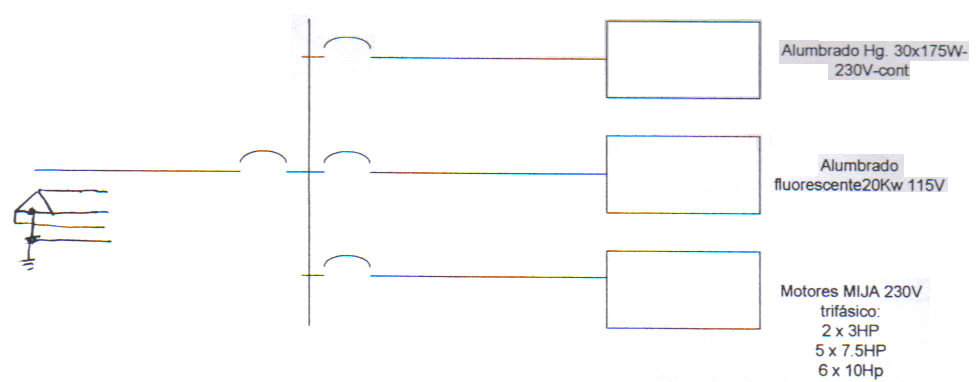 Alumbrado Hg. 30x175W-
230V-cont
Alumbrado
fluorescente20Kw 115V
Motores MIJA 230V
trifásico:
2 x 3HP
5 x 7.5HP
6 x 10Hp